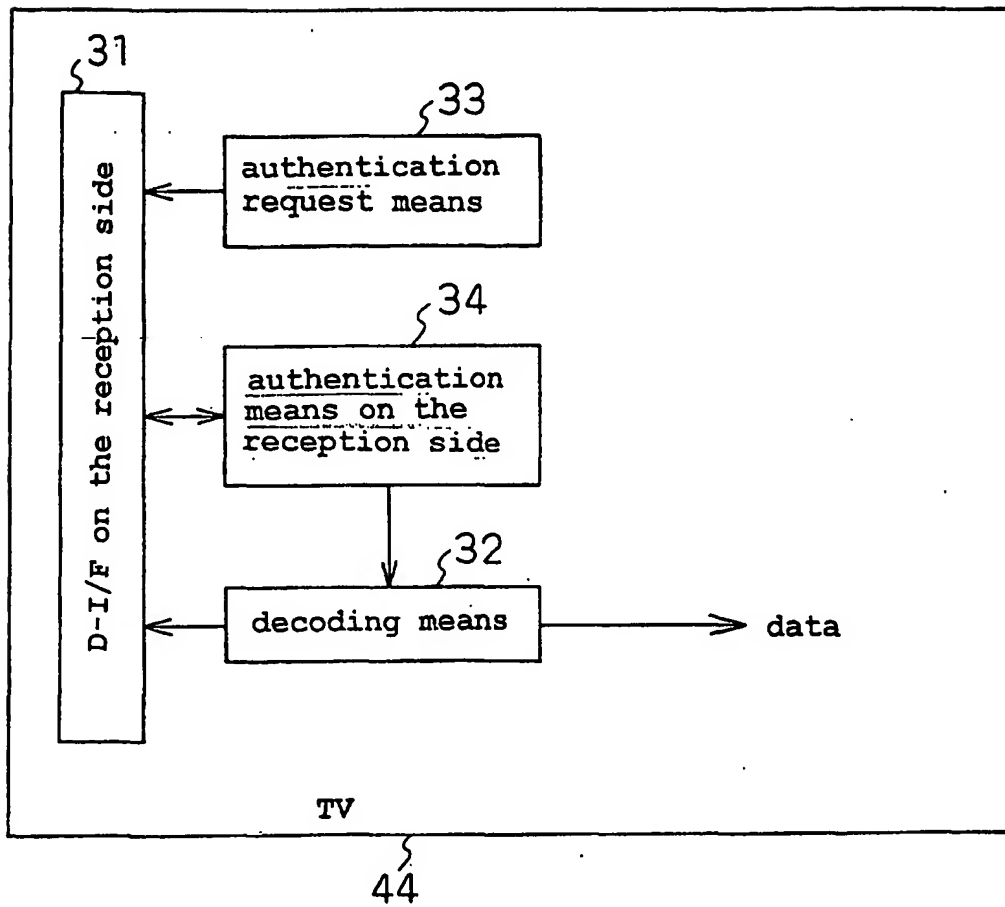 31
D-I/F on the reception side
33
authentication
request means
34
authentication
means on the
reception side
32
decoding means
data
TV
44